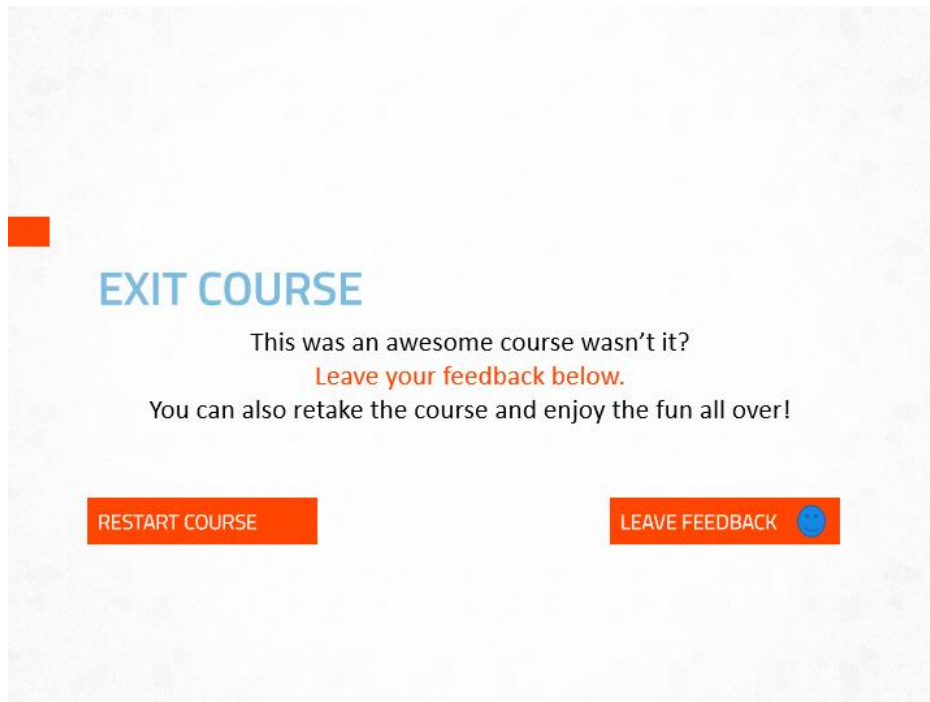 EXIT COURSE
This was an awesome course wasn’t it?
Leave your feedback below.
You can also retake the course and enjoy the fun all over!
RESTART COURSE
LEAVE FEEDBACK